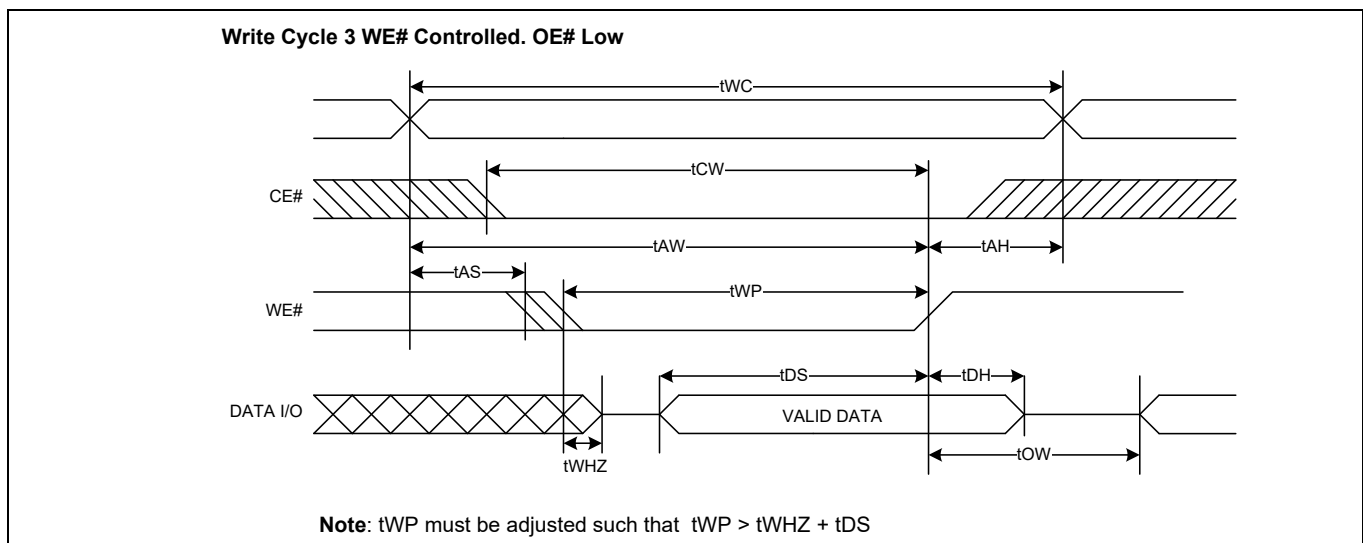 Write Cycle 3 WE# Controlled. OE# Low
tWC
tCW
CE#
tAW
tAH
tAS
tWP
WE#
tDS
tDH
DATA I/O
VALID DATA
tWHZ
tOW
Note: tWP must be adjusted such that tWP > tWHZ + tDS